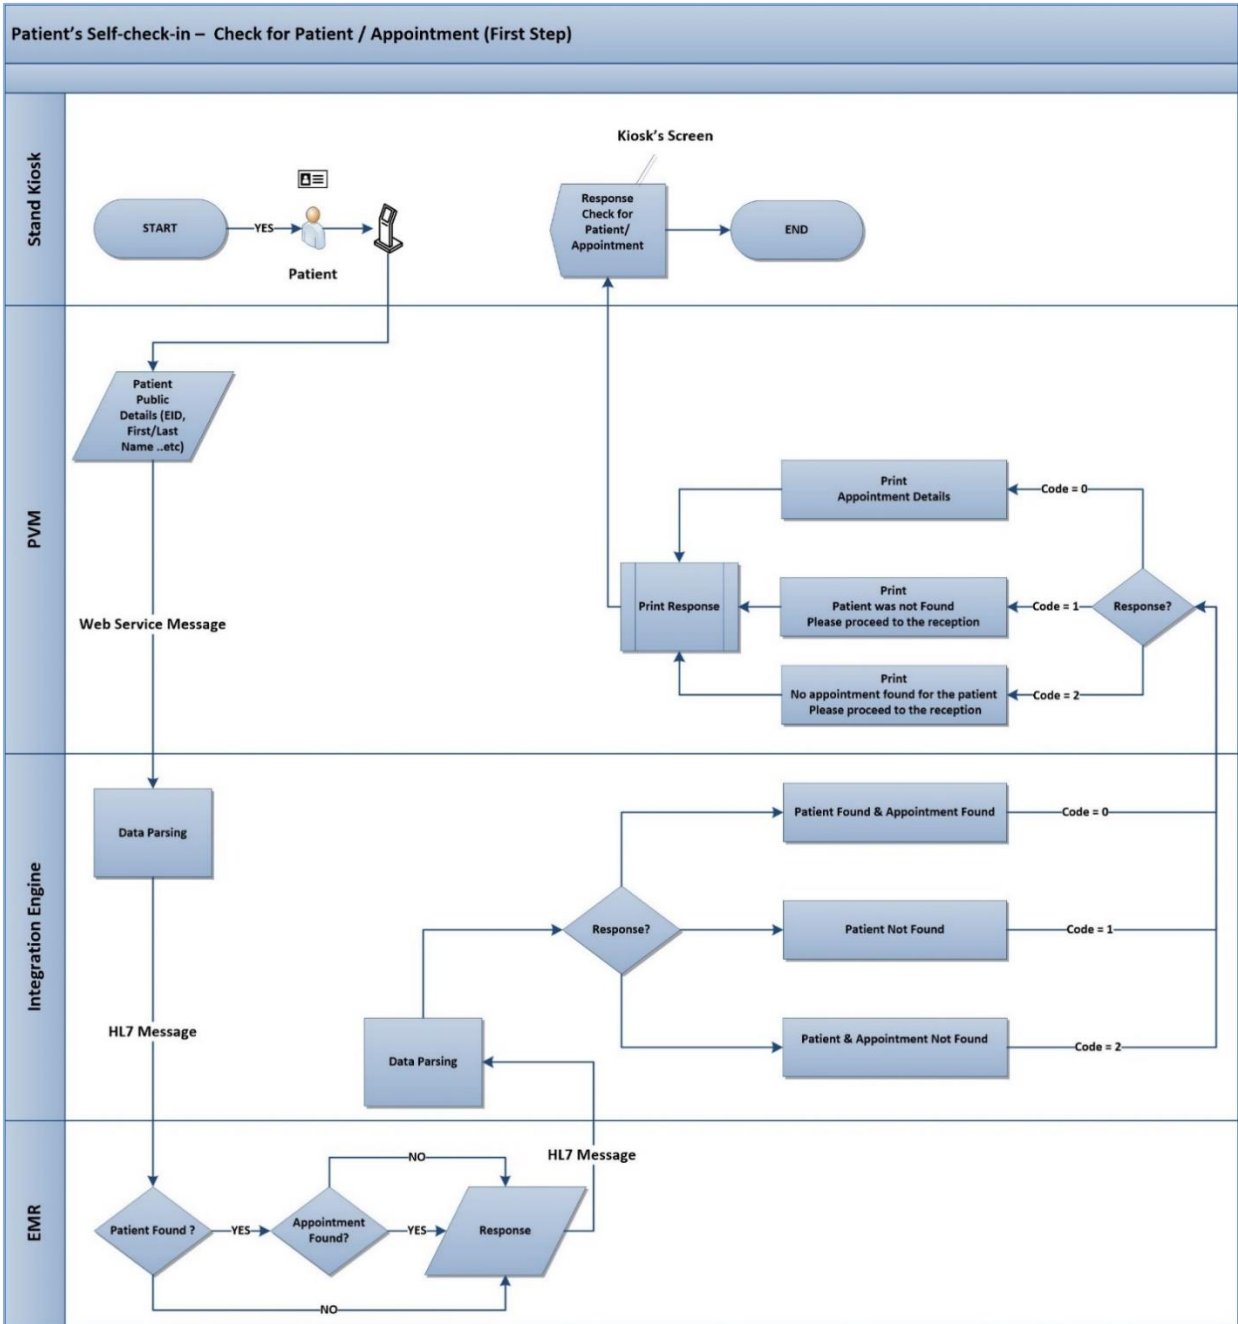 Patient's Self-check-in – Check for Patient / Appointment (First Step)
Stand Kiosk
START
YES
Patient
Kiosk's Screen
Response
Check for
Patient/
Appointment
END
PVM
Patient
Public
Details (EID,
First/Last
Name ..etc)
Web Service Message
Print
Appointment Details
Code = 0
Print Response
Print
Patient was not Found
Please proceed to the reception
Code = 1
Response?
Print
No appointment found for the patient
Please proceed to the reception
Code = 2
Integration Engine
Data Parsing
HL7 Message
Data Parsing
Response?
Patient Found & Appointment Found
Code = 0
Patient Not Found
Code = 1
Patient & Appointment Not Found
Code = 2
EMR
Patient Found ?
YES
Appointment
Found?
NO
YES
Response
HL7 Message
NO